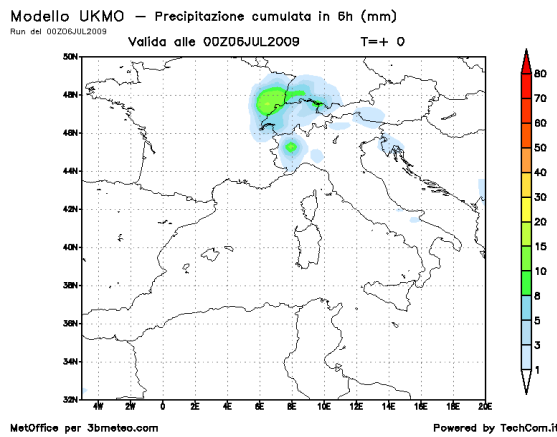 Modello UKMO – Precipitazione cumulata in 6h (mm)
Run del 00Z06JUL2009
Valida alle 00Z06JUL2009 T=+ 0
50N
48N
46N
44N
42N
40N
38N
36N
34N
32N
4W 2W 0 2E 4E 6E 8E 10E 12E 14E 16E 18E 20E
80
70
60
50
40
30
20
15
10
8
5
3
1
MetOffice per 3bmeteo.com Powered by TechCom.it